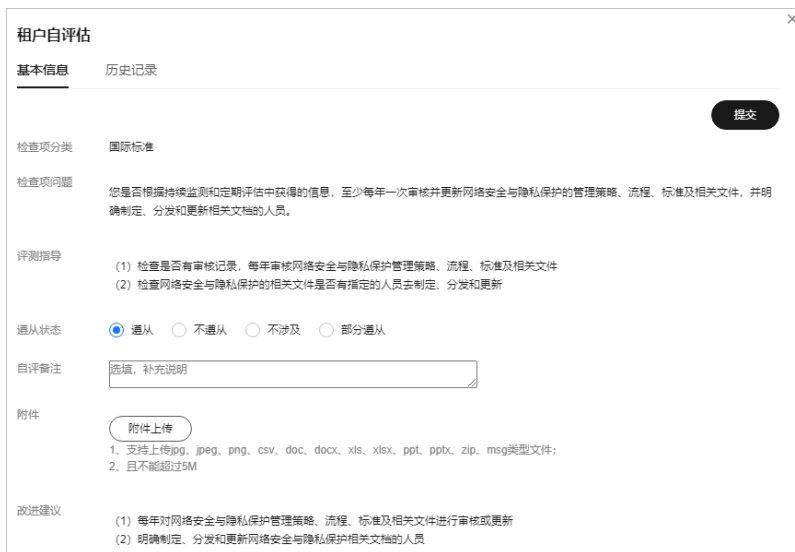 租户自评估
基本信息 历史记录
提交
检查项分类 国际标准
检查项问题 您是否根据持续监测和定期评估中获得的信息，至少每年一次审核并更新网络安全与隐私保护的管理策略、流程、标准及相关文件，并明
确制定、分发和更新相关文档的人员。
评测指导
（1）检查是否有审核记录，每年审核网络安全与隐私保护管理策略、流程、标准及相关文件
（2）检查网络安全与隐私保护的相关文件是否有指定的人员去制定、分发和更新
遵从状态 遵从 不遵从 不涉及 部分遵从
自评备注 选填，补充说明
附件
附件上传
1、支持上传jpg、jpeg、png、csv、doc、docx、xls、xlsx、ppt、pptx、zip、msg类型文件；
2、且不能超过5M
改进建议
（1）每年对网络安全与隐私保护管理策略、流程、标准及相关文件进行审核或更新
（2）明确制定、分发和更新网络安全与隐私保护相关文档的人员